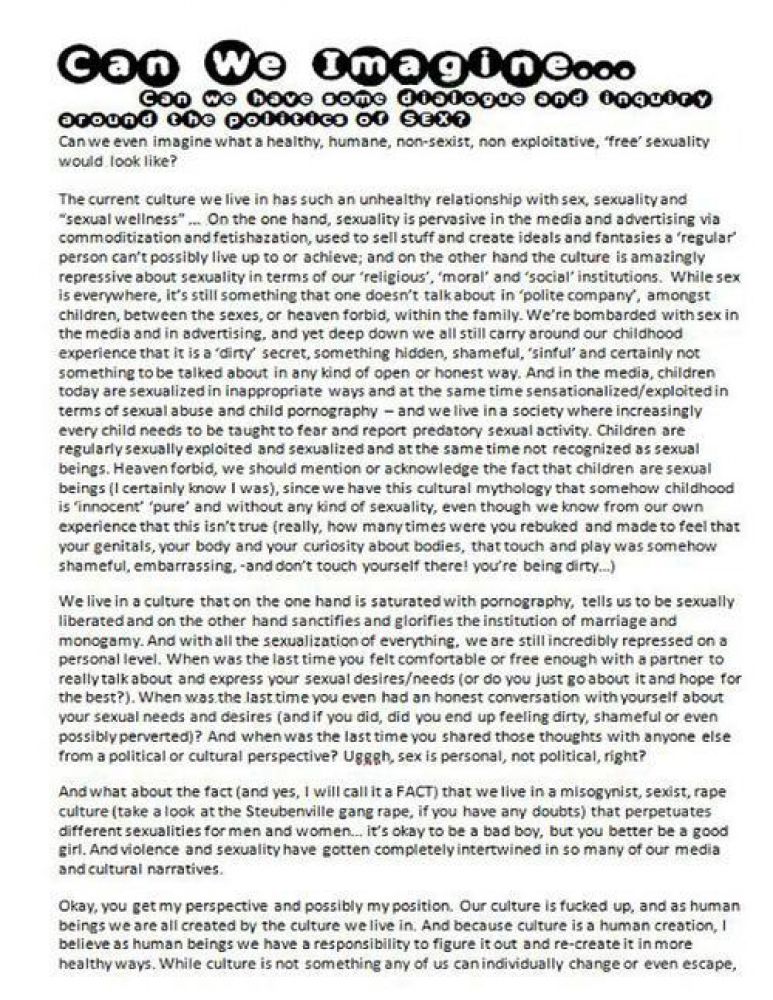 Can We Imagine...
Can we have some dialogue and inquiry
around the politics of SEX?
Can we even imagine what a healthy, humane, non-sexist, non exploitative, 'free' sexuality
would look like?
The current culture we live in has such an unhealthy relationship with sex, sexuality and
"sexual wellness" ... On the one hand, sexuality is pervasive in the media and advertising via
commoditization and fetishazation, used to sell stuff and create ideals and fantasies a 'regular'
person can't possibly live up to or achieve; and on the other hand the culture is amazingly
repressive about sexuality in terms of our 'religious', 'moral' and 'social' institutions. While sex
is everywhere, it's still something that one doesn't talk about in 'polite company', amongst
children, between the sexes, or heaven forbid, within the family. We're bombarded with sex in
the media and in advertising, and yet deep down we all still carry around our childhood
experience that it is a 'dirty' secret, something hidden, shameful, 'sinful' and certainly not
something to be talked about in any kind of open or honest way. And in the media, children
today are sexualized in inappropriate ways and at the same time sensationalized/exploited in
terms of sexual abuse and child pornography – and we live in a society where increasingly
every child needs to be taught to fear and report predatory sexual activity. Children are
regularly sexually exploited and sexualized and at the same time not recognized as sexual
beings. Heaven forbid, we should mention or acknowledge the fact that children are sexual
beings (I certainly know I was), since we have this cultural mythology that somehow childhood
is 'innocent' 'pure' and without any kind of sexuality, even though we know from our own
experience that this isn't true (really, how many times were you rebuked and made to feel that
your genitals, your body and your curiosity about bodies, that touch and play was somehow
shameful, embarrassing, -and don't touch yourself there! you're being dirty...)
We live in a culture that on the one hand is saturated with pornography, tells us to be sexually
liberated and on the other hand sanctifies and glorifies the institution of marriage and
monogamy. And with all the sexualization of everything, we are still incredibly repressed on a
personal level. When was the last time you felt comfortable or free enough with a partner to
really talk about and express your sexual desires/needs (or do you just go about it and hope for
the best?). When was the last time you even had an honest conversation with yourself about
your sexual needs and desires (and if you did, did you end up feeling dirty, shameful or even
possibly perverted)? And when was the last time you shared those thoughts with anyone else
from a political or cultural perspective? Ugggh, sex is personal, not political, right?
And what about the fact (and yes, I will call it a FACT) that we live in a misogynist, sexist, rape
culture (take a look at the Steubenville gang rape, if you have any doubts) that perpetuates
different sexualities for men and women... it's okay to be a bad boy, but you better be a good
girl. And violence and sexuality have gotten completely intertwined in so many of our media
and cultural narratives.
Okay, you get my perspective and possibly my position. Our culture is fucked up, and as human
beings we are all created by the culture we live in. And because culture is a human creation, I
believe as human beings we have a responsibility to figure it out and re-create it in more
healthy ways. While culture is not something any of us can individually change or even escape,